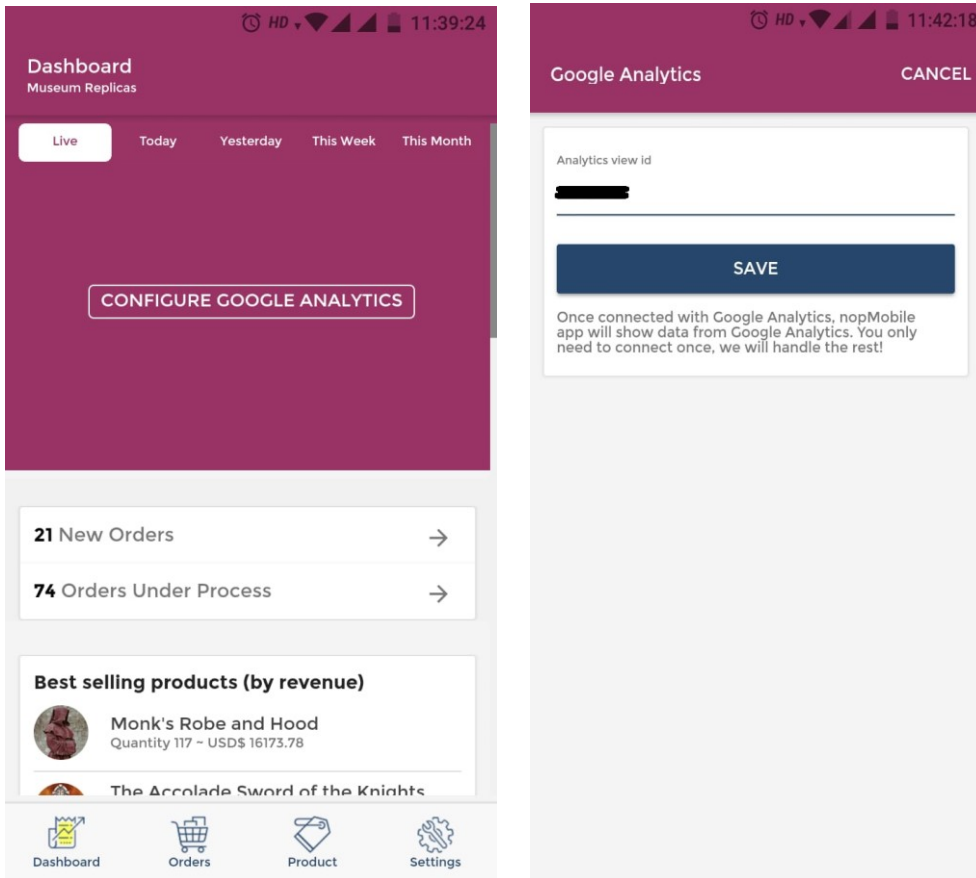 HD 11:39:24
Dashboard
Museum Replicas
Live Today Yesterday This Week This Month
CONFIGURE GOOGLE ANALYTICS
21 New Orders
74 Orders Under Process
Best selling products (by revenue)
Monk's Robe and Hood
Quantity 117 ~ USD$ 16173.78
The Accolade Sword of the Knights
Dashboard Orders Product Settings
HD 11:42:18
Google Analytics CANCEL
Analytics view id
SAVE
Once connected with Google Analytics, nopMobile
app will show data from Google Analytics. You only
need to connect once, we will handle the rest!